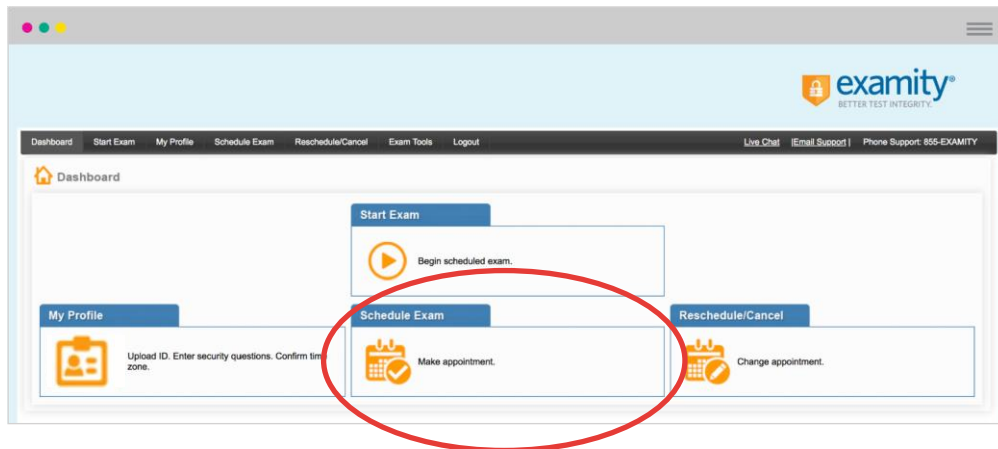 examity®
BETTER TEST INTEGRITY.
Dashboard Start Exam My Profile Schedule Exam Reschedule/Cancel Exam Tools Logout Live Chat |Email Support| Phone Support: 855-EXAMITY
Dashboard
Start Exam
Begin scheduled exam.
My Profile
Upload ID. Enter security questions. Confirm time
zone.
Schedule Exam
Make appointment.
Reschedule/Cancel
Change appointment.